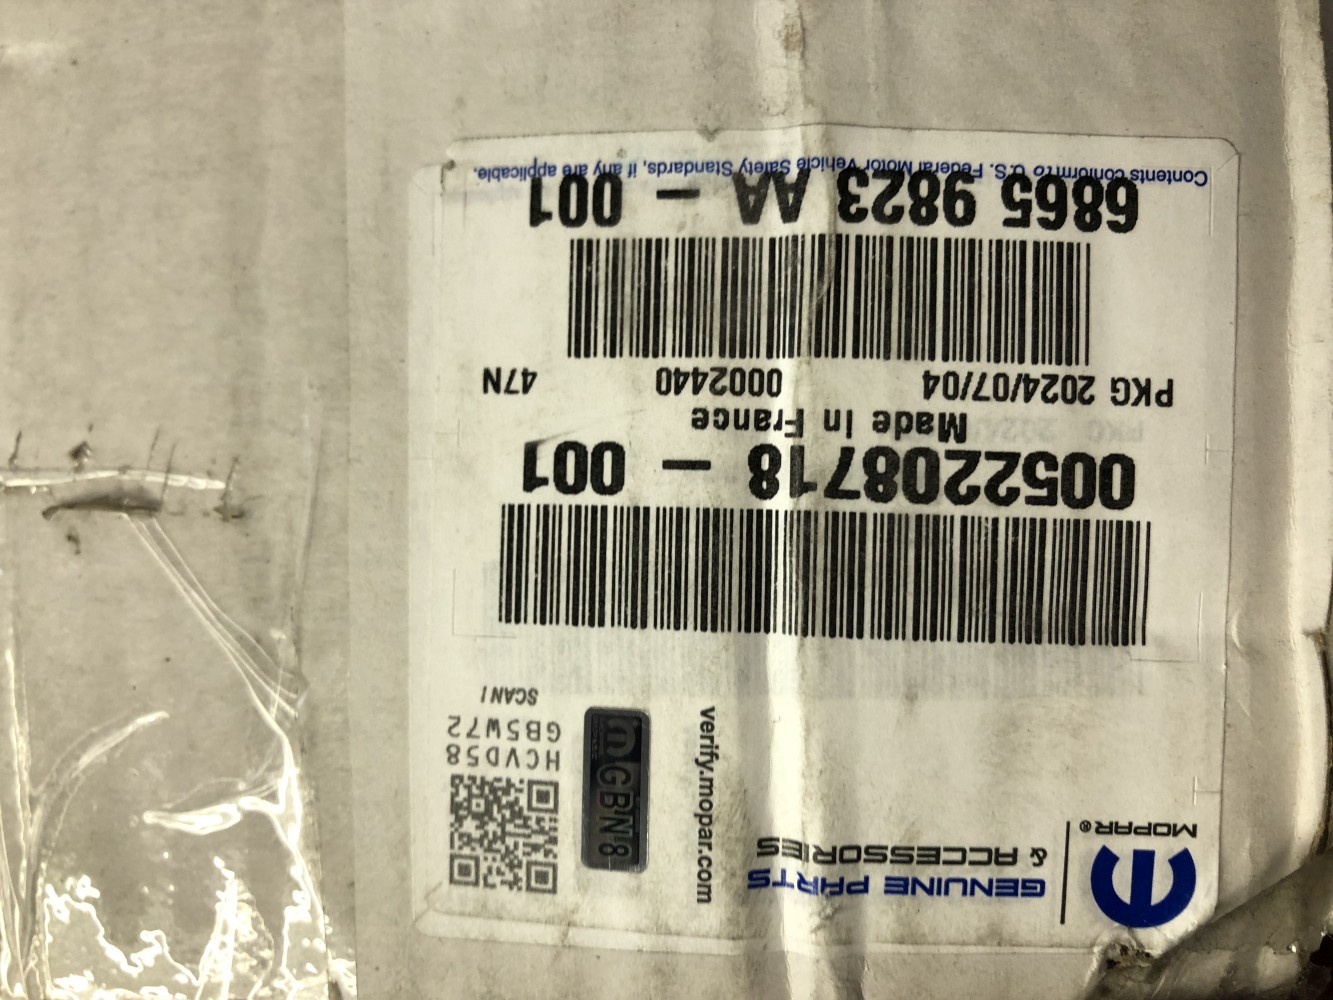 MOPAR®
GENUINE PARTS
& ACCESSORIES
verify.mopar.com
GBN8
m
HCVD58
GB5W72
SCAN!
0052208718 - 001
Made In France
PKG 2024/07/04 0002440 47N
6865 9823 AA - 001
Contents conform to U.S. Federal Motor Vehicle Safety Standards, if any are applicable.